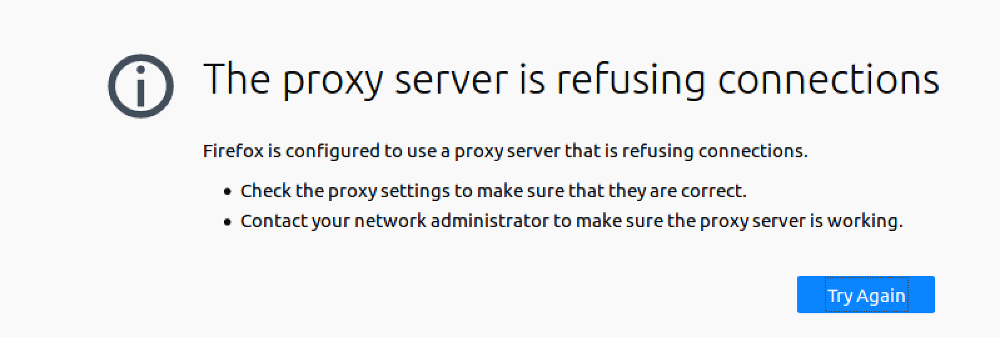 The proxy server is refusing connections
Firefox is configured to use a proxy server that is refusing connections.
• Check the proxy settings to make sure that they are correct.
• Contact your network administrator to make sure the proxy server is working.
Try Again